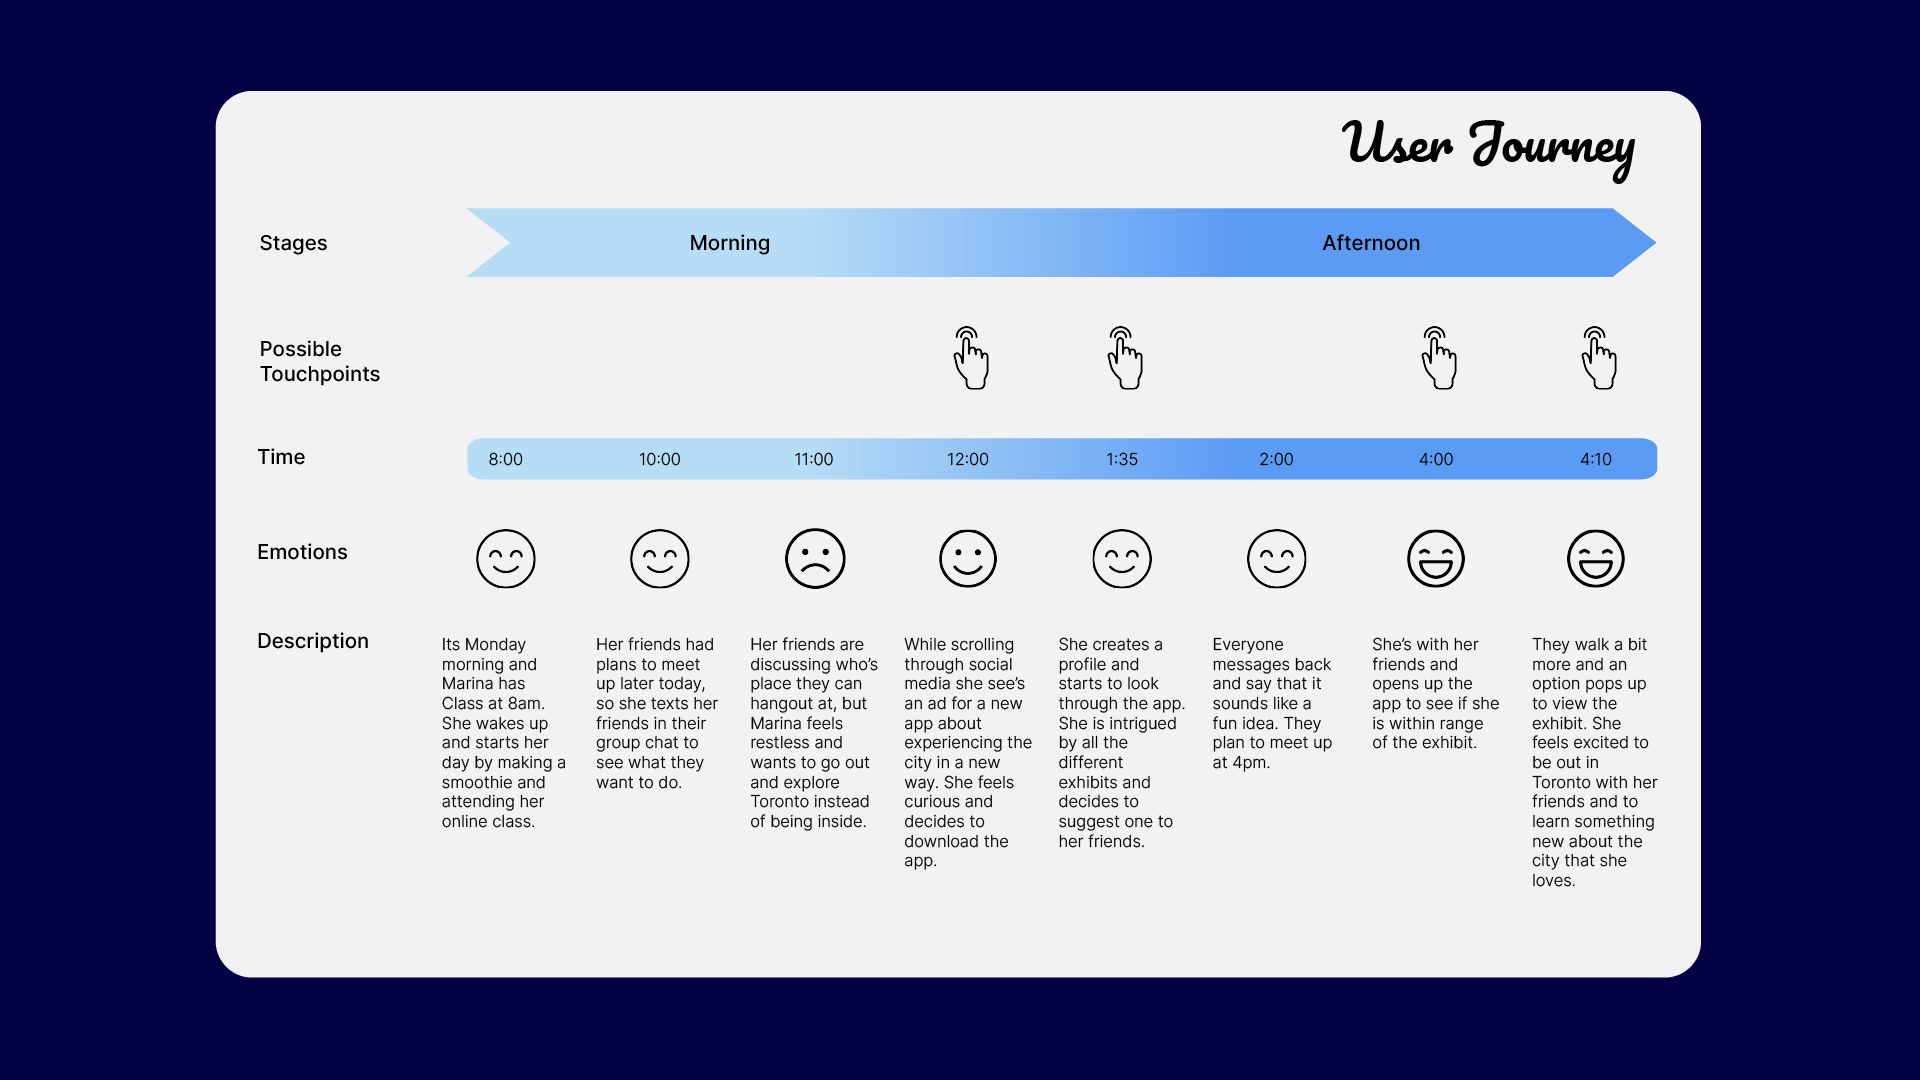 User Journey
Stages
Morning
Afternoon
Possible
Touchpoints
Time
8:00
10:00
11:00
12:00
1:35
2:00
4:00
4:10
Emotions
Description
Its Monday
morning and
Marina has
Class at 8am.
She wakes up
and starts her
day by making a
smoothie and
attending her
online class.
Her friends had
plans to meet
up later today,
so she texts her
friends in their
group chat to
see what they
want to do.
Her friends are
discussing who's
place they can
hangout at, but
Marina feels
restless and
wants to go out
and explore
Toronto instead
of being inside.
While scrolling
through social
media she see's
an ad for a new
app about
experiencing the
city in a new
way. She feels
curious and
decides to
download the
app.
She creates a
profile and
starts to look
through the app.
She is intrigued
by all the
different
exhibits and
decides to
suggest one to
her friends.
Everyone
messages back
and say that it
sounds like a
fun idea. They
plan to meet up
at 4pm.
She's with her
friends and
opens up the
app to see if she
is within range
of the exhibit.
They walk a bit
more and an
option pops up
to view the
exhibit. She
feels excited to
be out in
Toronto with her
friends and to
learn something
new about the
city that she
loves.